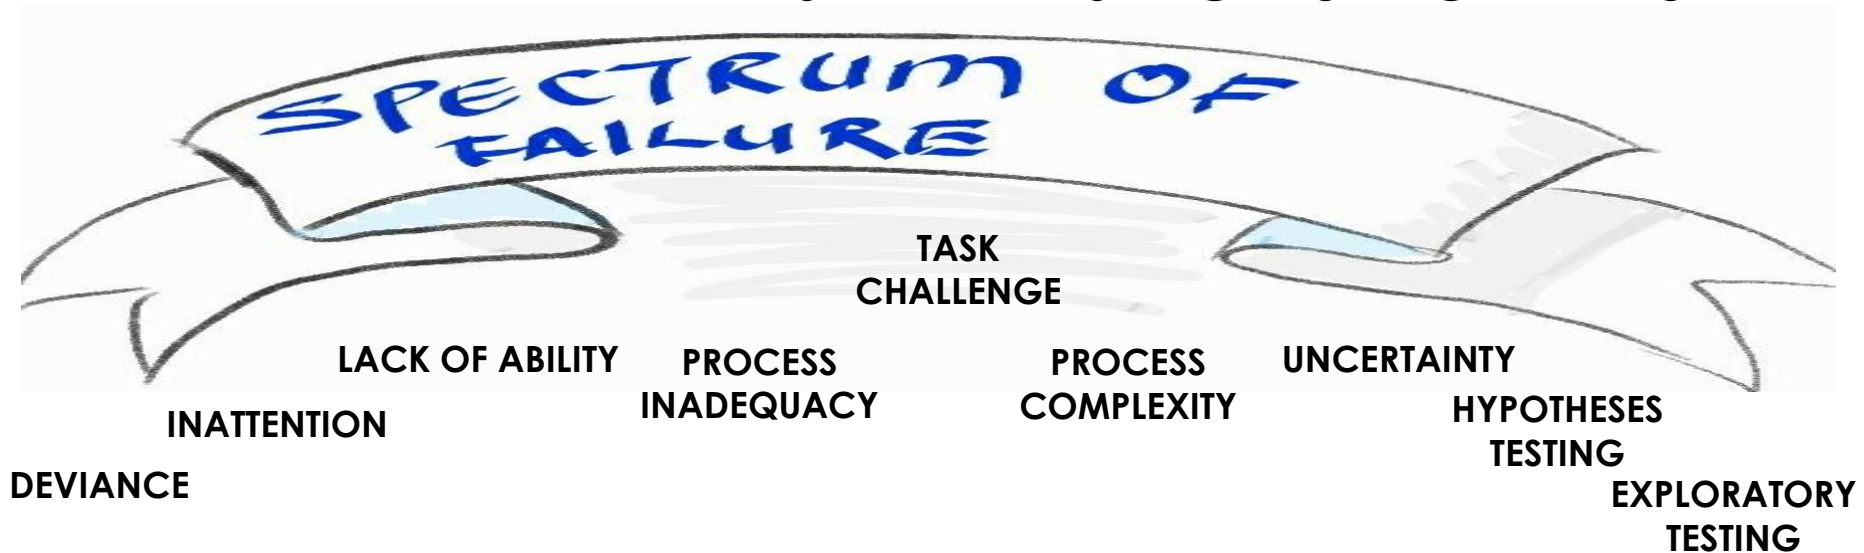 SPECTRUM OF
FAILURE
DEVIANCE
INATTENTION
LACK OF ABILITY
PROCESS
INADEQUACY
TASK
CHALLENGE
PROCESS
COMPLEXITY
UNCERTAINTY
HYPOTHESES
TESTING
EXPLORATORY
TESTING